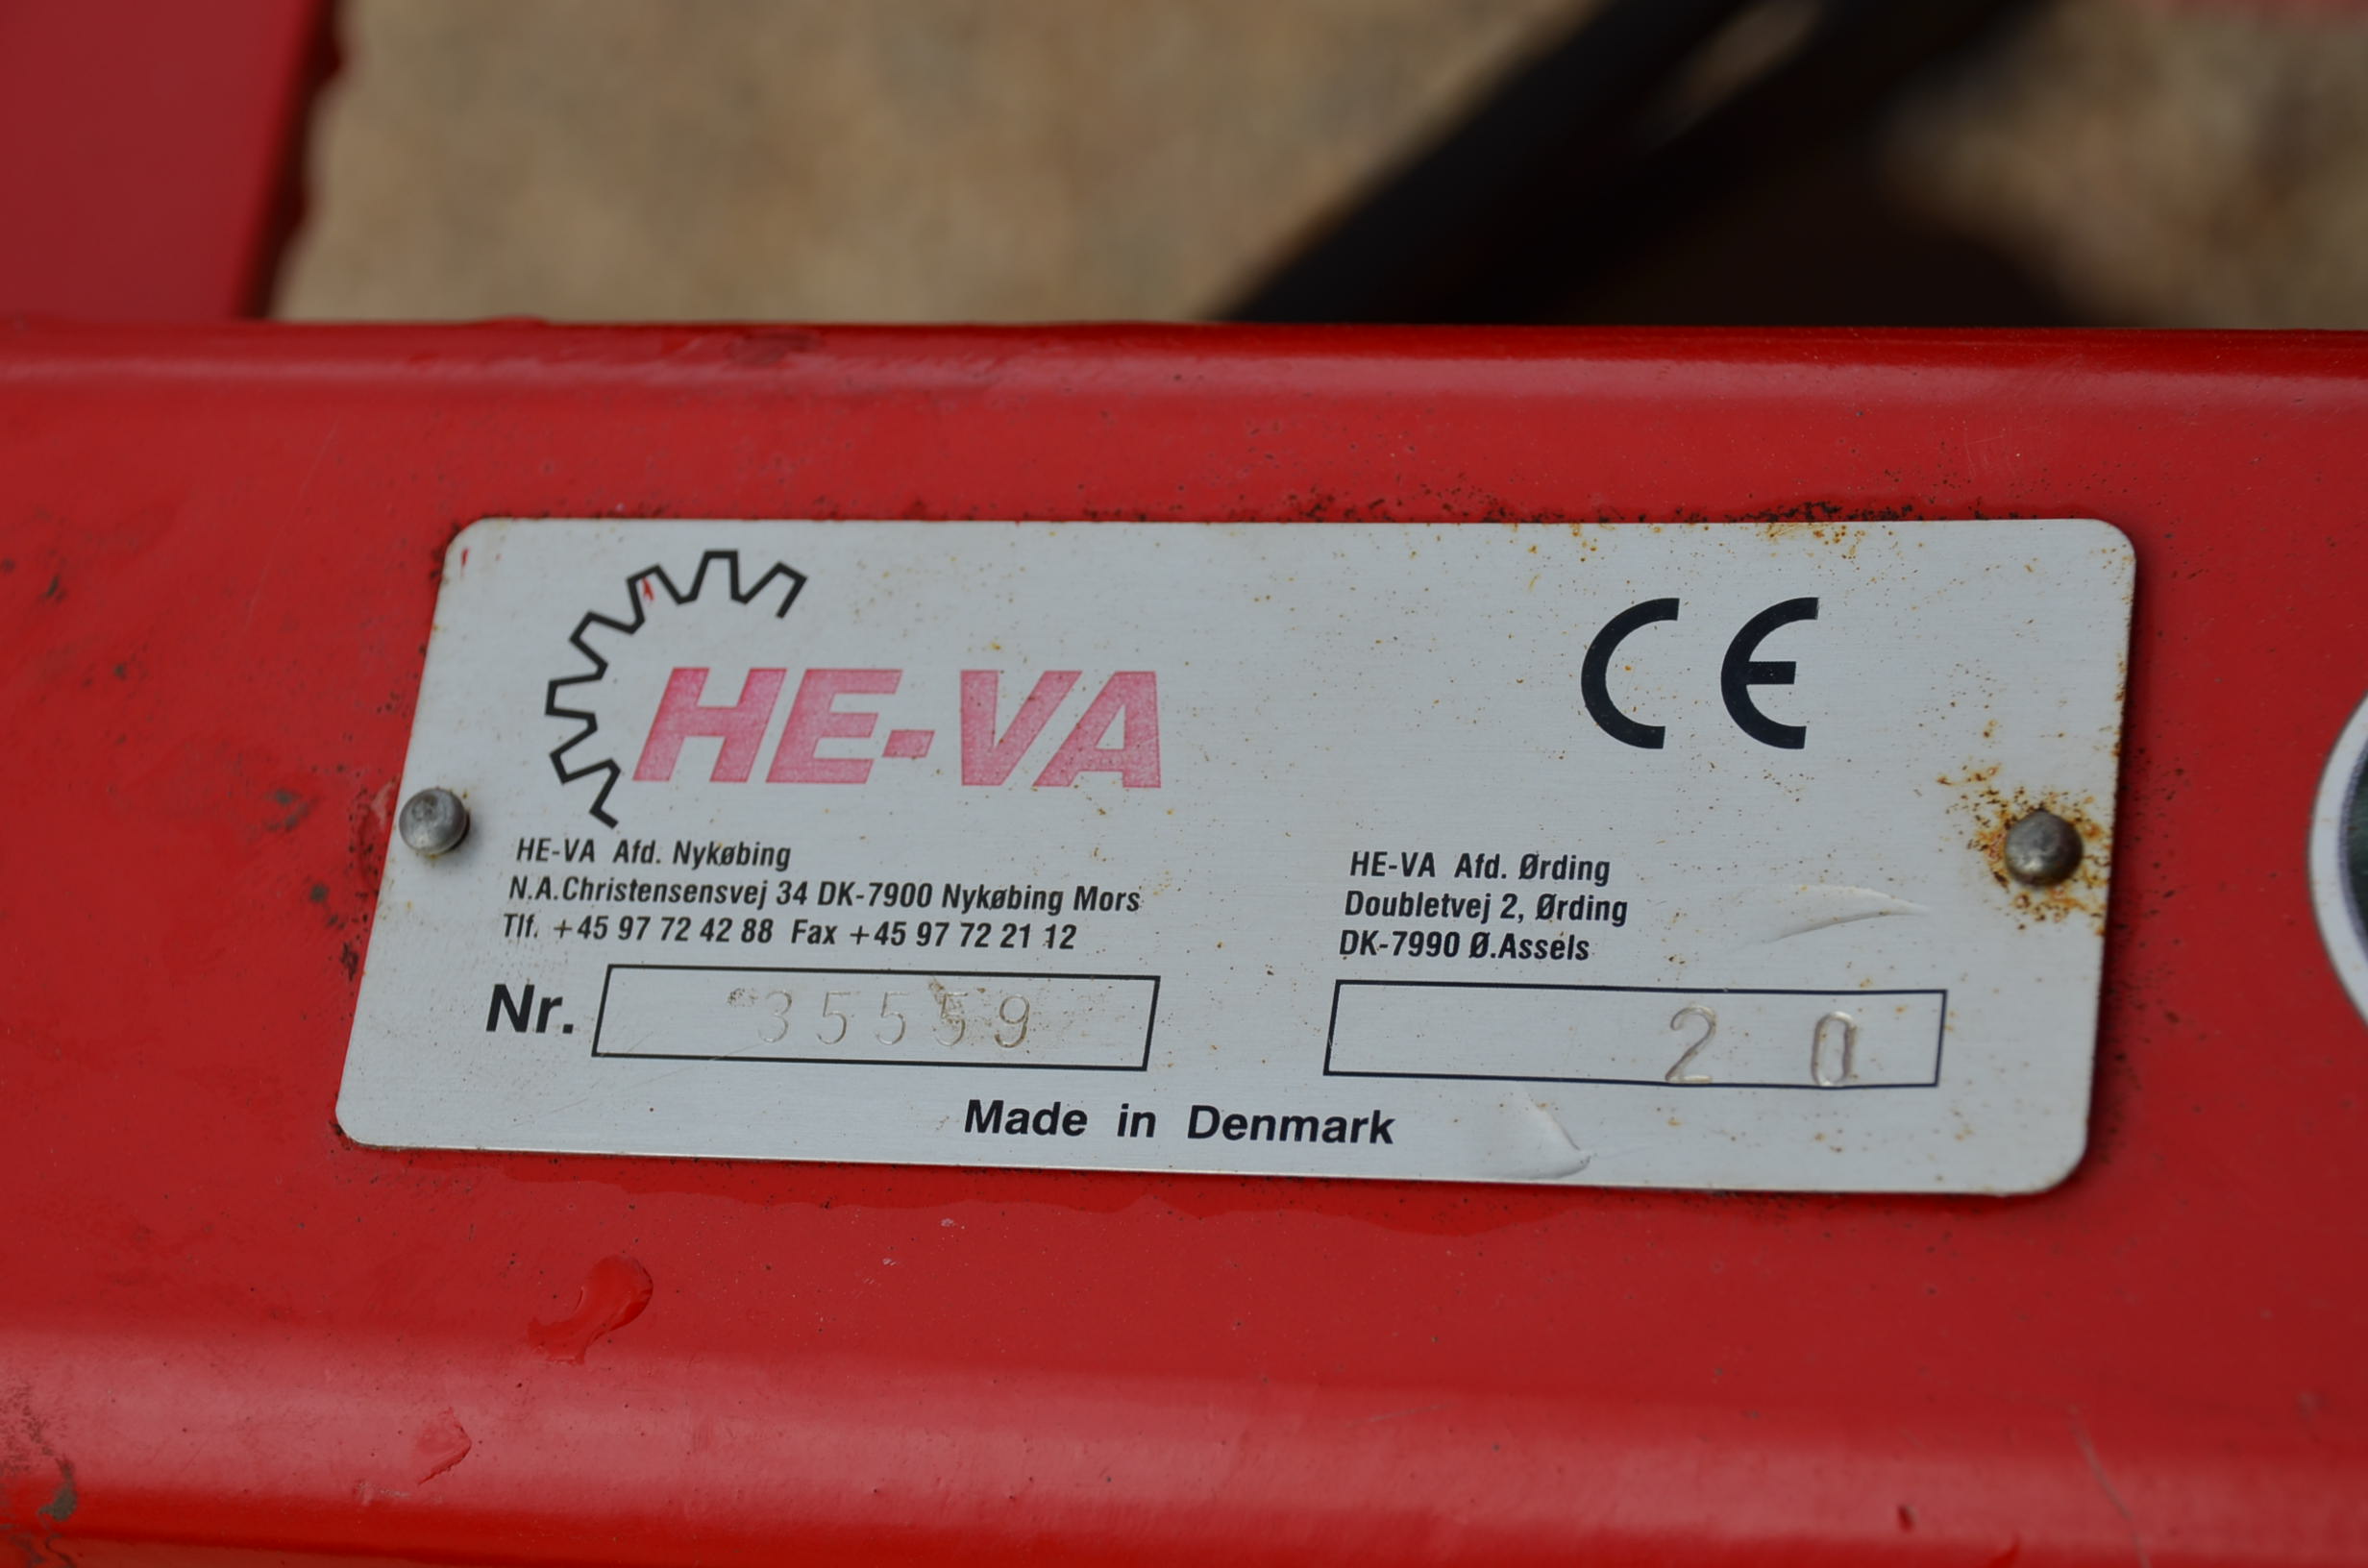 HE-VA
CE
HE-VA Afd. Nykøbing
N.A.Christensensvej 34 DK-7900 Nykøbing Mors
Tlf. +45 97 72 42 88 Fax +45 97 72 21 12
HE-VA Afd. Ørding
Doubletvej 2, Ørding
DK-7990 Ø.Assels
Nr. 35559
2 0
Made in Denmark